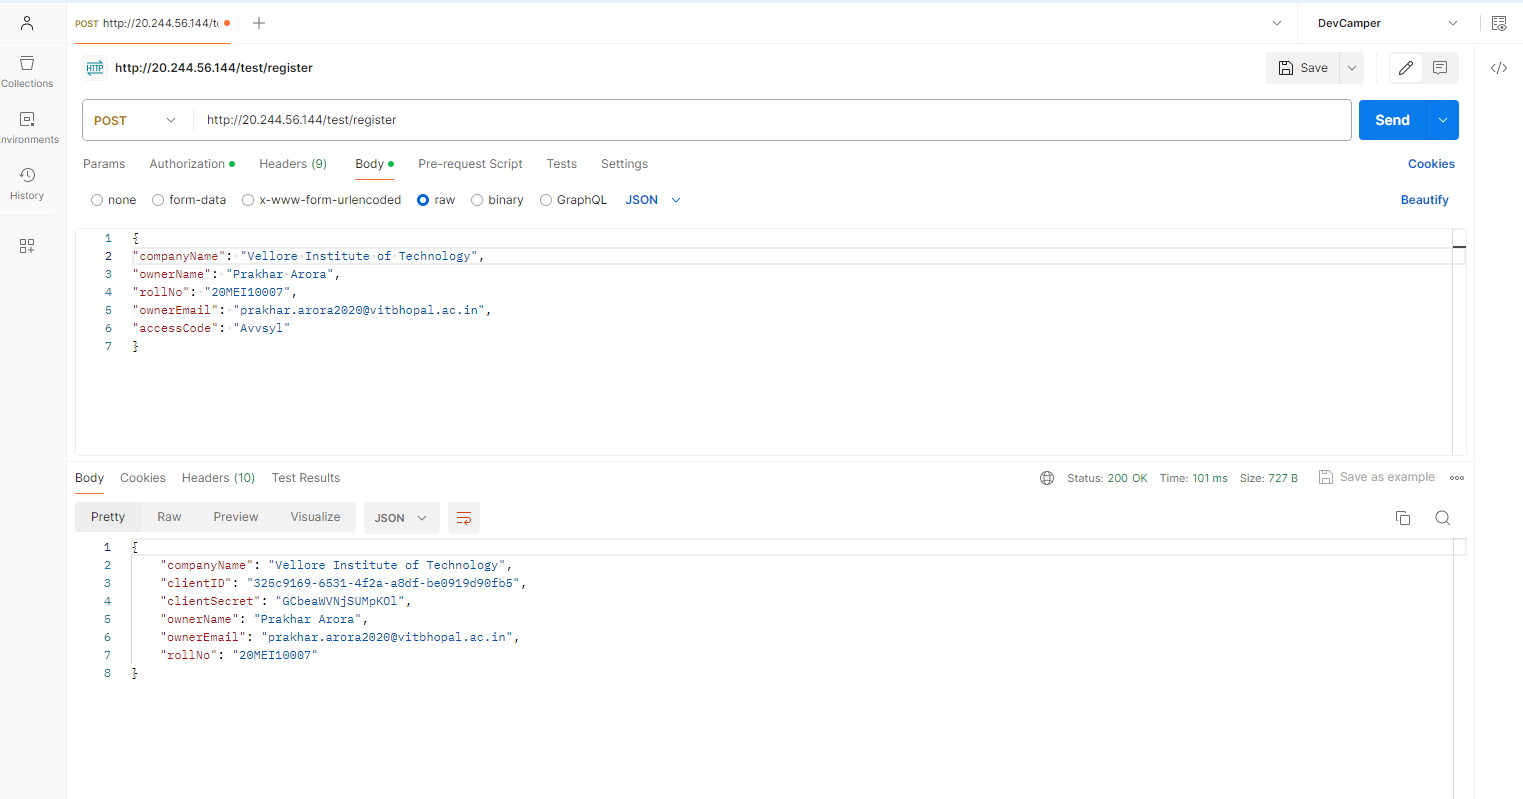 POST http://20.244.56.144/t
DevCamper
Collections
nvironments
History
HTTP http://20.244.56.144/test/register
Save
POST http://20.244.56.144/test/register
Send
Params Authorization Headers (9) Body Pre-request Script Tests Settings
Cookies
none form-data x-www-form-urlencoded raw binary GraphQL JSON
Beautify
1 {
2 "companyName": "Vellore Institute of Technology",
3 "ownerName": "Prakhar Arora",
4 "rollNo": "20MEI10007",
5 "ownerEmail": "prakhar.arora2020@vitbhopal.ac.in",
6 "accessCode": "Avvsyl"
7 }
Body Cookies Headers (10) Test Results
Status: 200 OK Time: 101 ms Size: 727 B Save as example
Pretty Raw Preview Visualize JSON
1 {
2 "companyName": "Vellore Institute of Technology",
3 "clientID": "325c9169-6531-4f2a-a8df-be0919d90fb5",
4 "clientSecret": "GCbeaWVNjSUMpKOl",
5 "ownerName": "Prakhar Arora",
6 "ownerEmail": "prakhar.arora2020@vitbhopal.ac.in",
7 "rollNo": "20MEI10007"
8 }